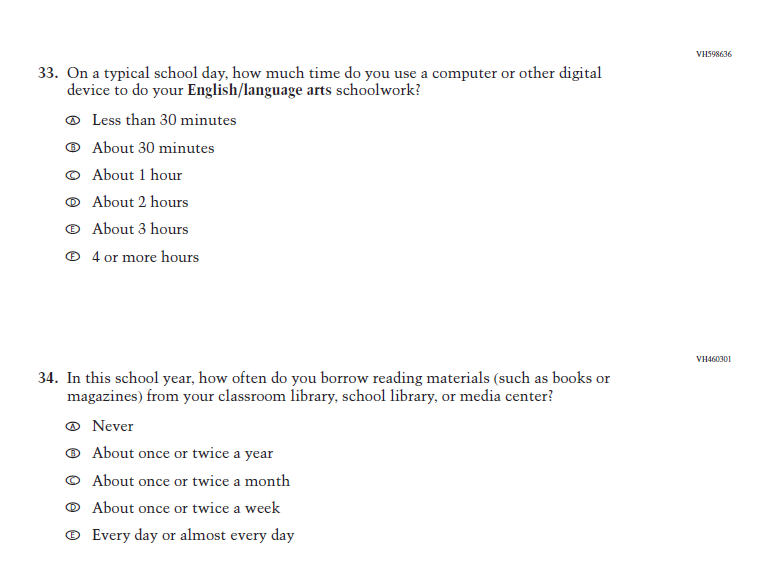 VH598636
33. On a typical school day, how much time do you use a computer or other digital
device to do your English/language arts schoolwork?
A Less than 30 minutes
B About 30 minutes
C About 1 hour
D About 2 hours
E About 3 hours
F 4 or more hours
VH460301
34. In this school year, how often do you borrow reading materials (such as books or
magazines) from your classroom library, school library, or media center?
A Never
B About once or twice a year
C About once or twice a month
D About once or twice a week
E Every day or almost every day